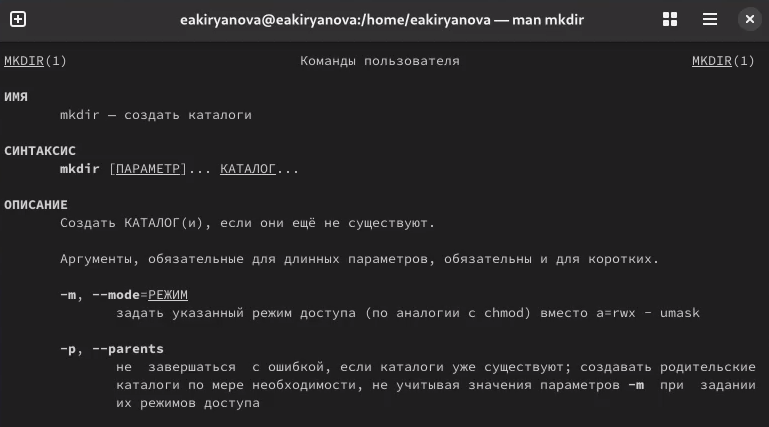 eakiryanova@eakiryanova:/home/eakiryanova — man mkdir
MKDIR(1) Команды пользователя MKDIR(1)
ИМЯ
mkdir — создать каталоги
СИНТАКСИС
mkdir [ПАРАМЕТР]... КАТАЛОГ...
ОПИСАНИЕ
Создать КАТАЛОГ(и), если они ещё не существуют.
Аргументы, обязательные для длинных параметров, обязательны и для коротких.
-m, --mode=РЕЖИМ
задать указанный режим доступа (по аналогии с chmod) вместо a=rwx - umask
-p, --parents
не завершаться с ошибкой, если каталоги уже существуют; создавать родительские
каталоги по мере необходимости, не учитывая значения параметров -m при задании
их режимов доступа